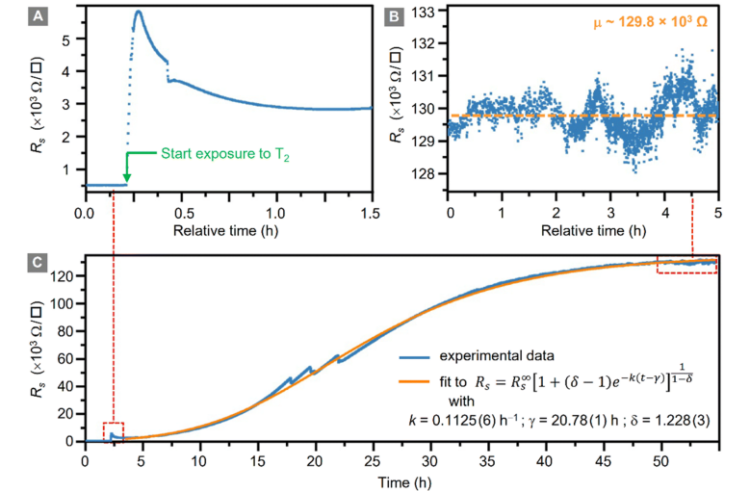 A
R_s (×10³ Ω/□)
5
4
3
2
1
Start exposure to T₂
0.0 0.5 1.0 1.5
Relative time (h)
B
μ ~ 129.8 × 10³ Ω
R_s (×10³ Ω/□)
133
132
131
130
129
128
0 1 2 3 4 5
Relative time (h)
C
R_s (×10³ Ω/□)
120
100
80
60
40
20
0
experimental data
fit to R_s = R_s^∞[1 + (δ − 1)e^{−k(t−γ)}]^{1/(1−δ)}
with
k = 0.1125(6) h⁻¹ ; γ = 20.78(1) h ; δ = 1.228(3)
0 5 10 15 20 25 30 35 40 45 50
Time (h)